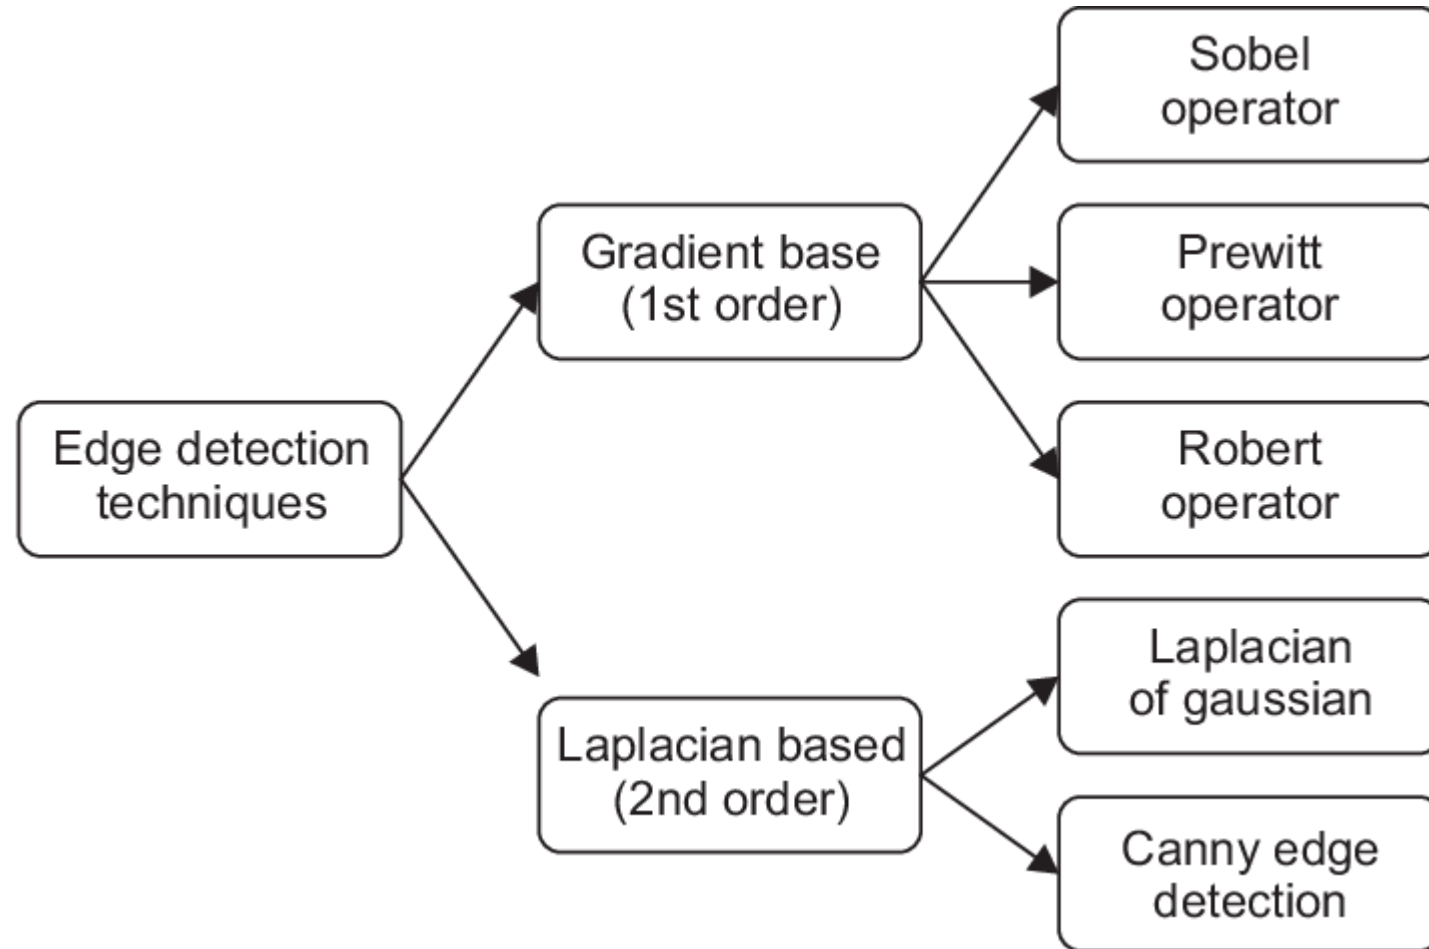 Sobel
operator
Gradient base
(1st order)
Prewitt
operator
Edge detection
techniques
Robert
operator
Laplacian
of gaussian
Laplacian based
(2nd order)
Canny edge
detection